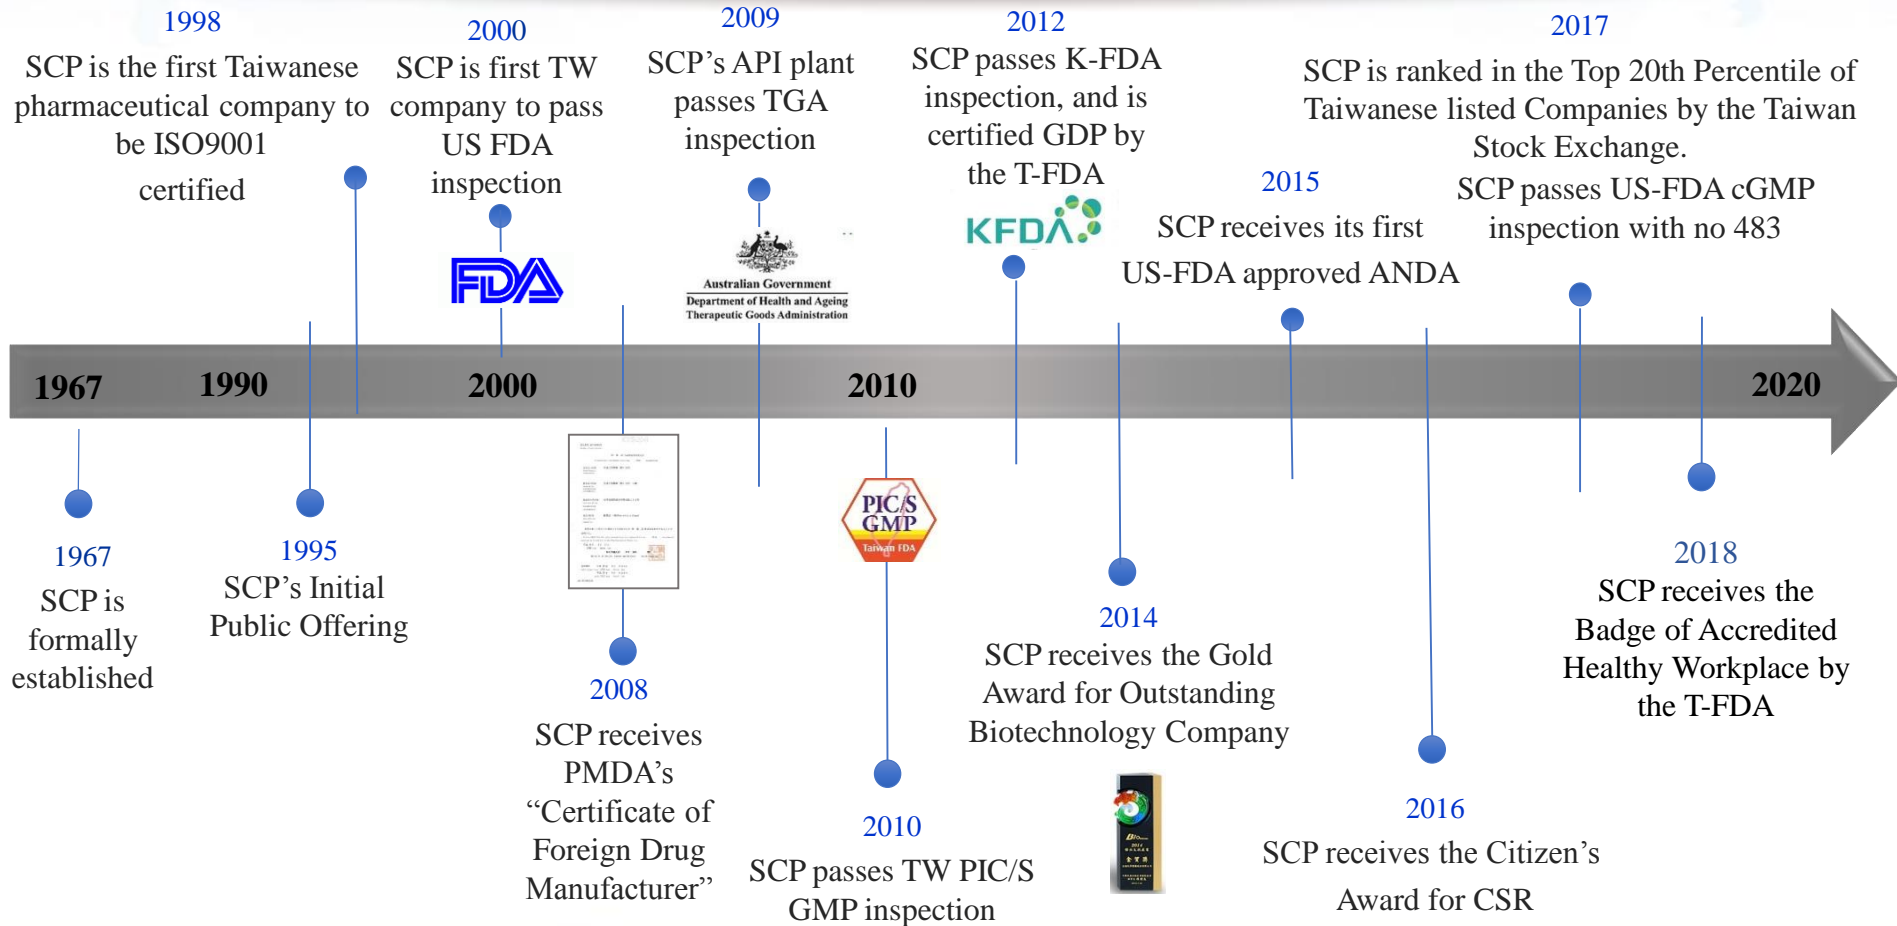 1998
SCP is the first Taiwanese
pharmaceutical company to
be ISO9001
certified
2000
SCP is first TW
company to pass
US FDA
inspection
FDA
2009
SCP's API plant
passes TGA
inspection
Australian Government
Department of Health and Ageing
Therapeutic Goods Administration
2012
SCP passes K-FDA
inspection, and is
certified GDP by
the T-FDA
KFDA
2015
SCP receives its first
US-FDA approved ANDA
2017
SCP is ranked in the Top 20th Percentile of
Taiwanese listed Companies by the Taiwan
Stock Exchange.
SCP passes US-FDA cGMP
inspection with no 483
1967
1990
2000
2010
2020
1967
SCP is
formally
established
1995
SCP's Initial
Public Offering
2008
SCP receives
PMDA's
“Certificate of
Foreign Drug
Manufacturer”
PIC/S
GMP
Taiwan FDA
2010
SCP passes TW PIC/S
GMP inspection
2014
SCP receives the Gold
Award for Outstanding
Biotechnology Company
Bio
2014
金質獎
2016
SCP receives the Citizen's
Award for CSR
2018
SCP receives the
Badge of Accredited
Healthy Workplace by
the T-FDA